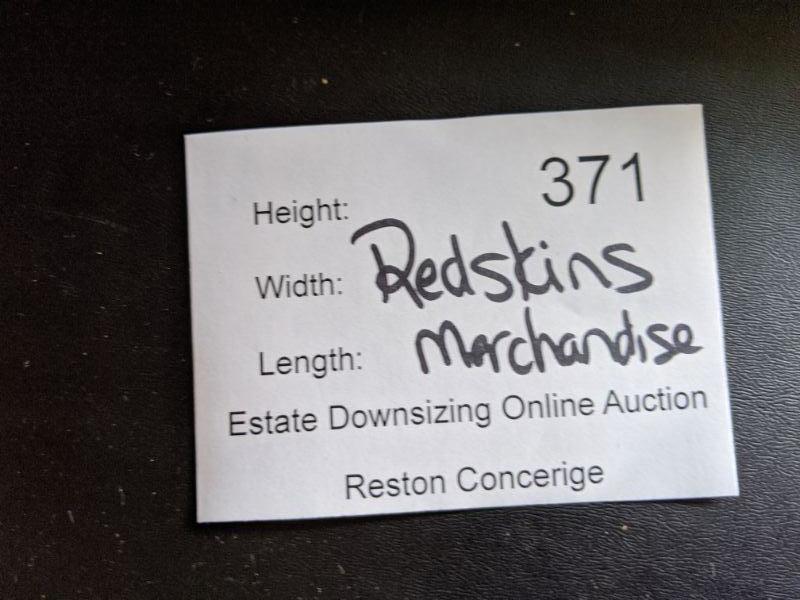 371
Height:
Width: Redskins
Length: Merchandise
Estate Downsizing Online Auction
Reston Concerige